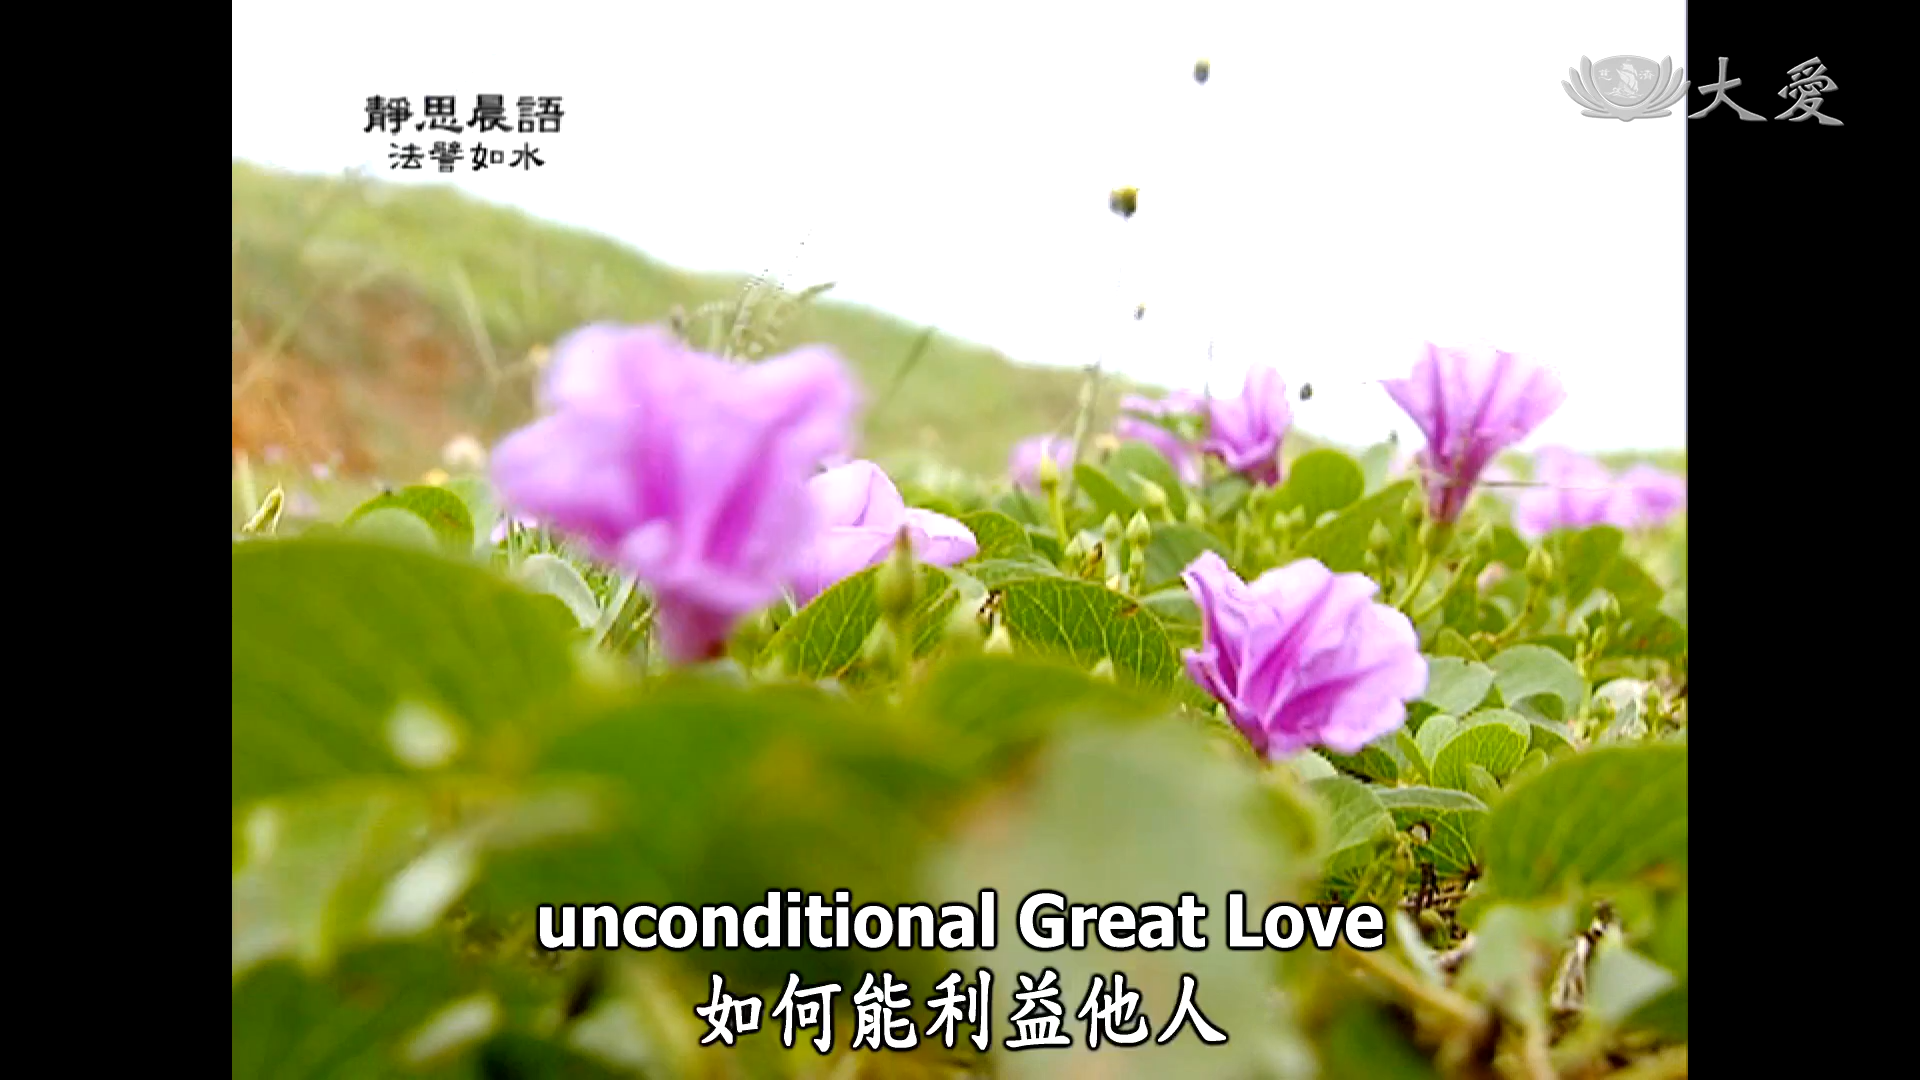 靜思晨語
法譬如水
大愛
unconditional Great Love
如何能利益他人